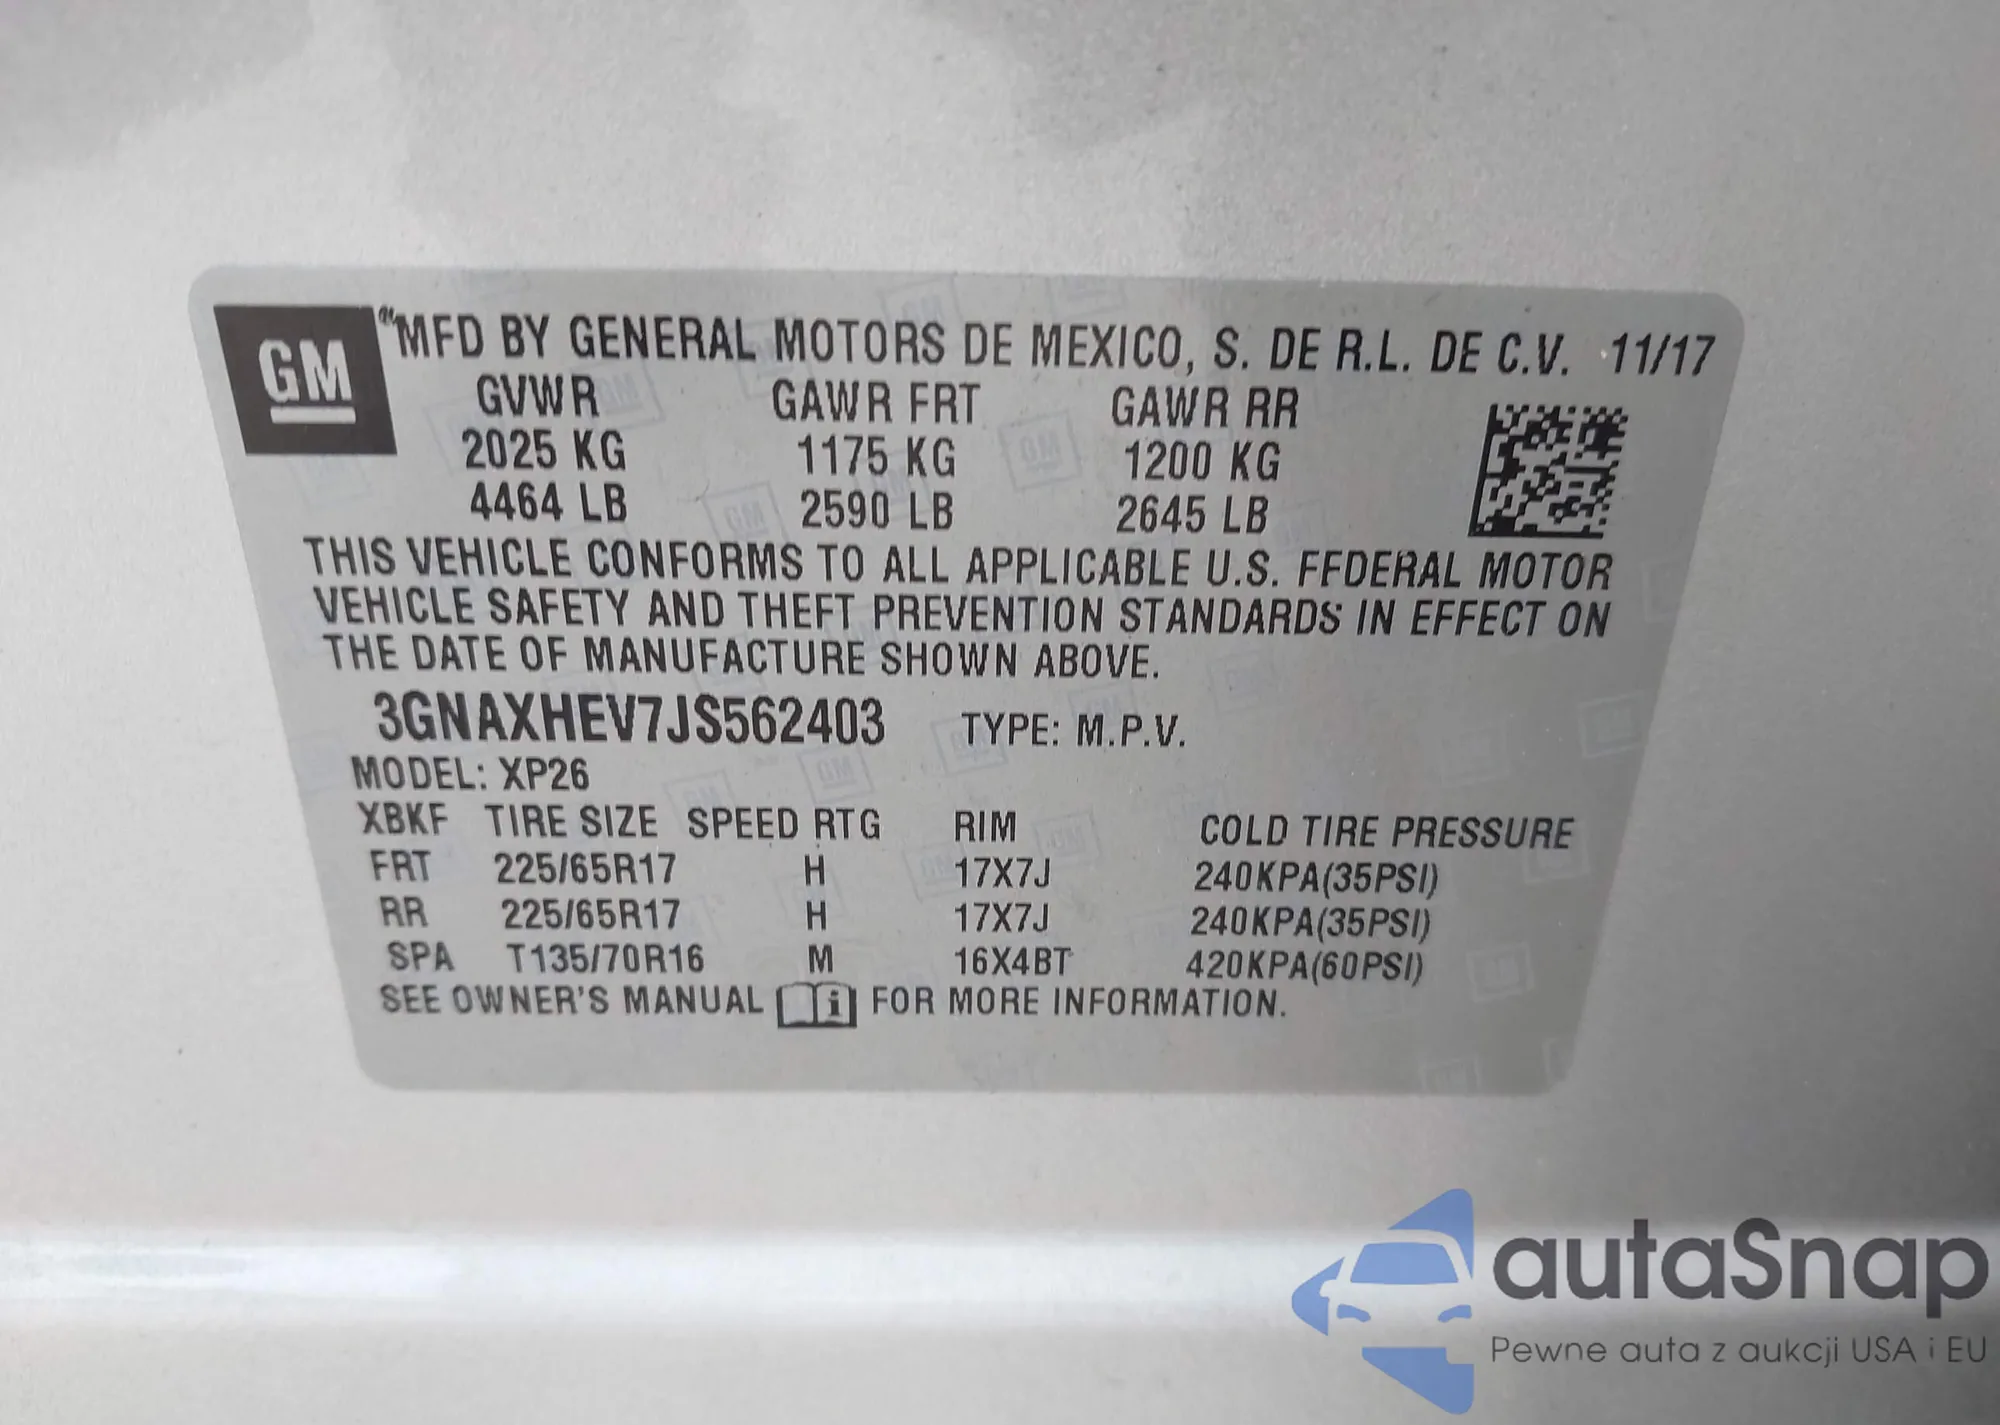 GM
"MFD BY GENERAL MOTORS DE MEXICO, S. DE R.L. DE C.V. 11/17
GVWR GAWR FRT GAWR RR
2025 KG 1175 KG 1200 KG
4464 LB 2590 LB 2645 LB
THIS VEHICLE CONFORMS TO ALL APPLICABLE U.S. FEDERAL MOTOR
VEHICLE SAFETY AND THEFT PREVENTION STANDARDS IN EFFECT ON
THE DATE OF MANUFACTURE SHOWN ABOVE.
3GNAXHEV7JS562403 TYPE: M.P.V.
MODEL: XP26
XBKF TIRE SIZE SPEED RTG RIM COLD TIRE PRESSURE
FRT 225/65R17 H 17X7J 240KPA(35PSI)
RR 225/65R17 H 17X7J 240KPA(35PSI)
SPA T135/70R16 M 16X4BT 420KPA(60PSI)
SEE OWNER'S MANUAL i FOR MORE INFORMATION.
autaSnap
Pewne auta z aukcji USA i EU